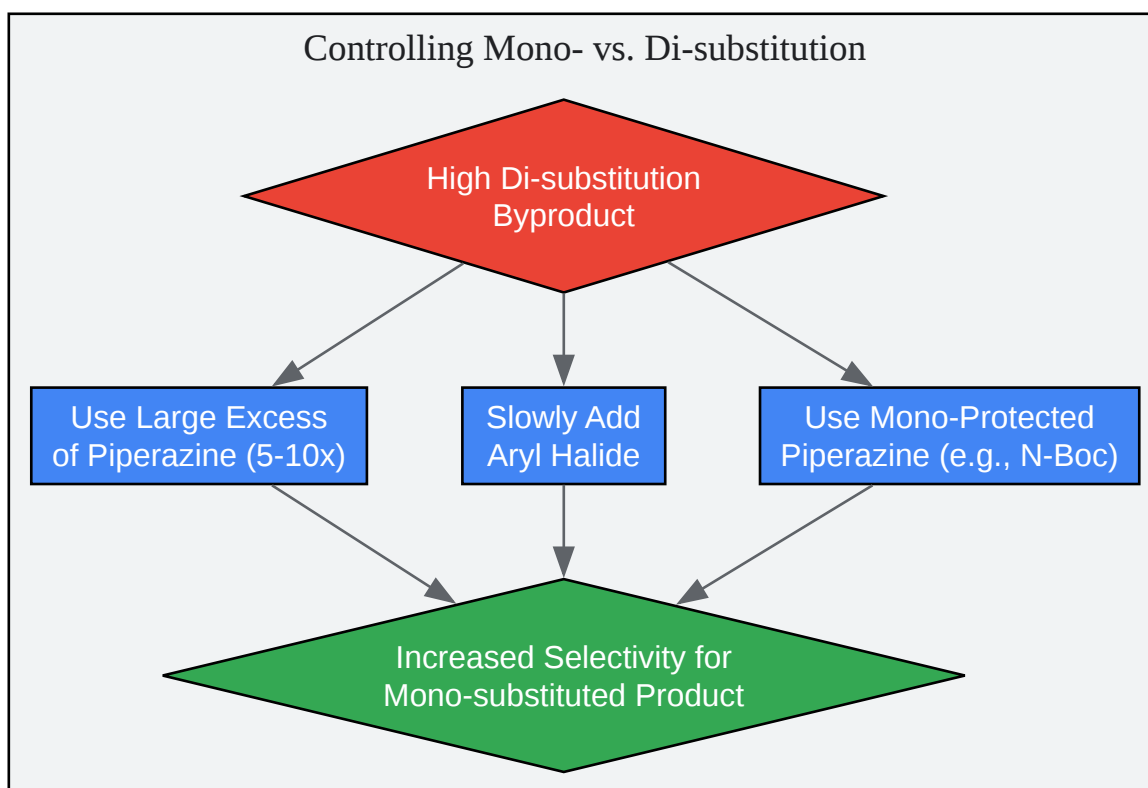 Controlling Mono- vs. Di-substitution
High Di-substitution
Byproduct
Use Large Excess
of Piperazine (5-10x)
Slowly Add
Aryl Halide
Use Mono-Protected
Piperazine (e.g., N-Boc)
Increased Selectivity for
Mono-substituted Product